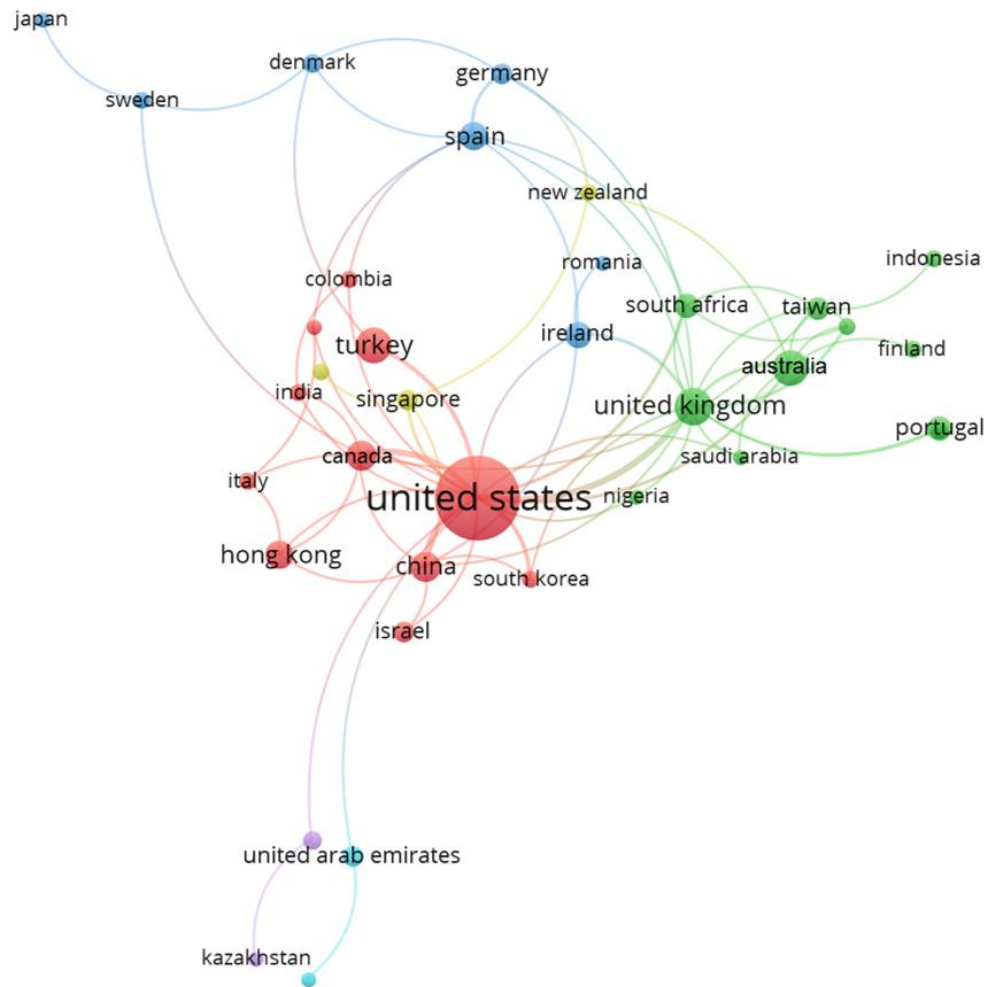 japan
denmark
germany
sweden
spain
new zealand
indonesia
romania
colombia
south africa
taiwan
ireland
turkey
finland
australia
india
singapore
united kingdom
portugal
canada
saudi arabia
italy
united states
nigeria
hong kong
china
south korea
israel
united arab emirates
kazakhstan